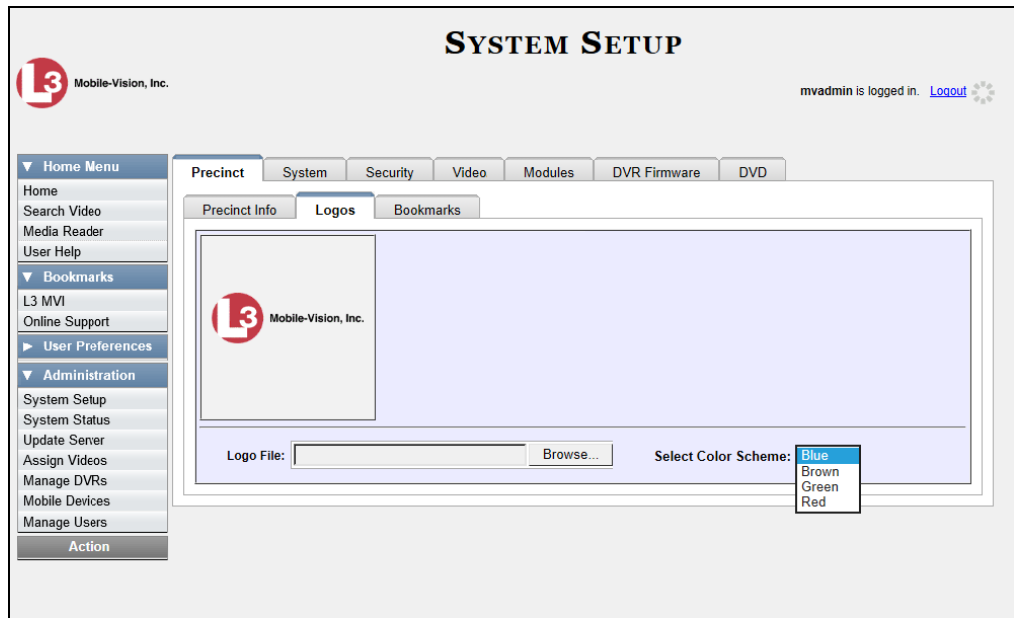 SYSTEM SETUP
L3 Mobile-Vision, Inc.
mvadmin is logged in. Logout
▼ Home Menu
Home
Search Video
Media Reader
User Help
▼ Bookmarks
L3 MVI
Online Support
► User Preferences
▼ Administration
System Setup
System Status
Update Server
Assign Videos
Manage DVRs
Mobile Devices
Manage Users
Action
Precinct System Security Video Modules DVR Firmware DVD
Precinct Info Logos Bookmarks
L3 Mobile-Vision, Inc.
Logo File: Browse... Select Color Scheme: Blue
Brown
Green
Red